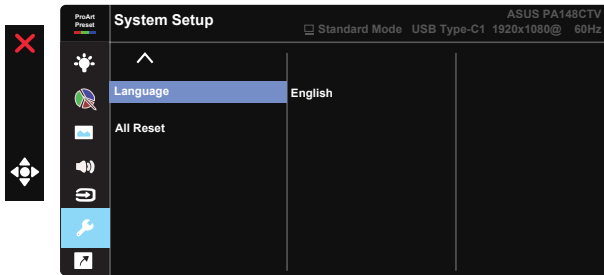 ProArt
Preset
System Setup
ASUS PA148CTV
Standard Mode USB Type-C1 1920x1080@ 60Hz
Language
English
All Reset